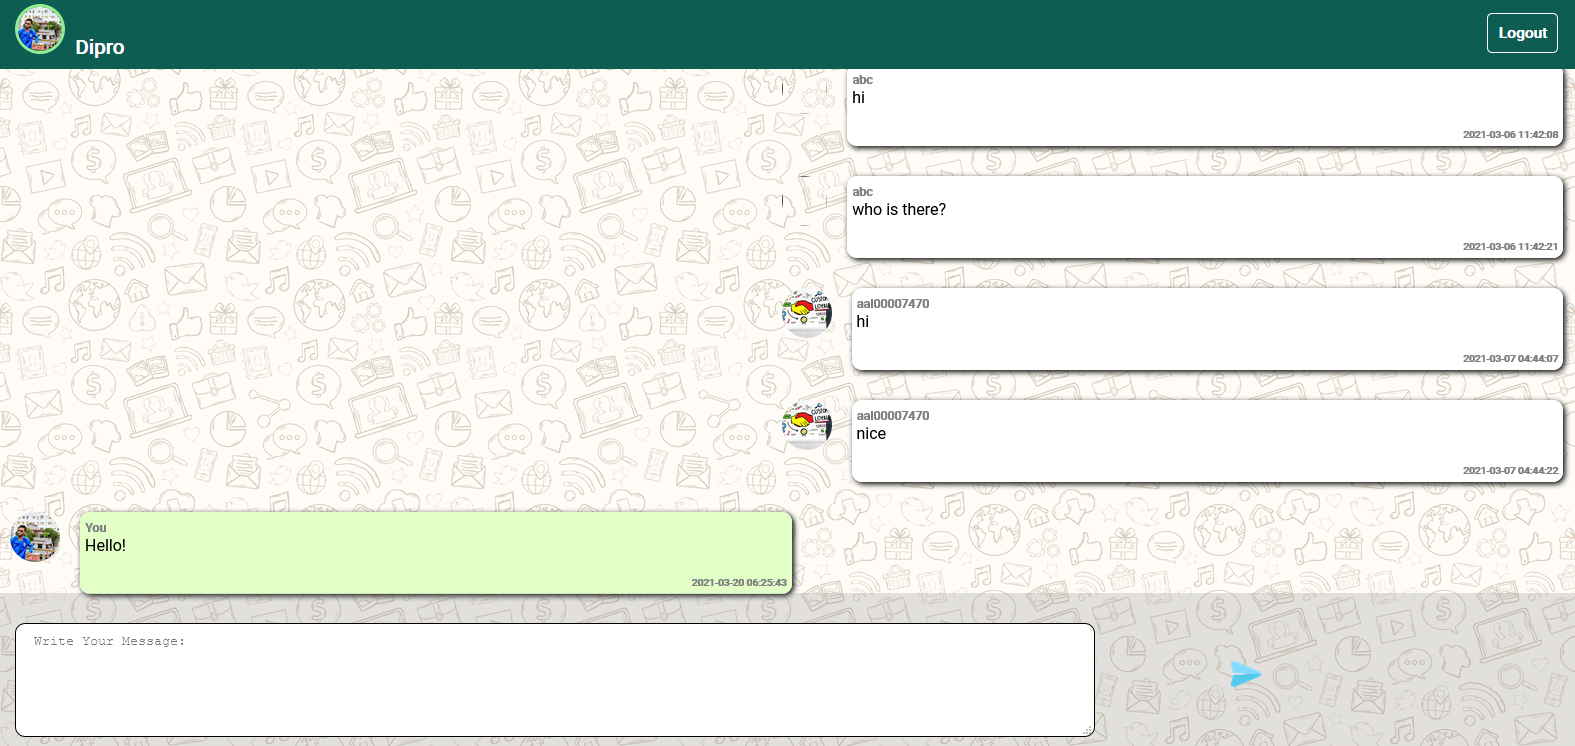 Dipro
Logout
abc
hi
2021-03-06 11:42:08
abc
who is there?
2021-03-06 11:42:21
aal00007470
hi
2021-03-07 04:44:07
aal00007470
nice
2021-03-07 04:44:22
You
Hello!
2021-03-20 06:25:43
Write Your Message: